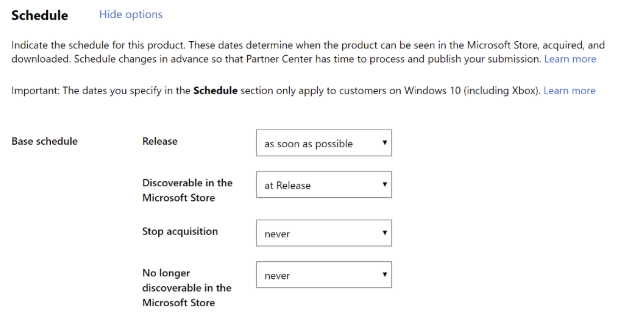 Schedule Hide options
Indicate the schedule for this product. These dates determine when the product can be seen in the Microsoft Store, acquired, and
downloaded. Schedule changes in advance so that Partner Center has time to process and publish your submission. Learn more
Important: The dates you specify in the Schedule section only apply to customers on Windows 10 (including Xbox). Learn more
Base schedule Release as soon as possible
Discoverable in the at Release
Microsoft Store
Stop acquisition never
No longer never
discoverable in the
Microsoft Store